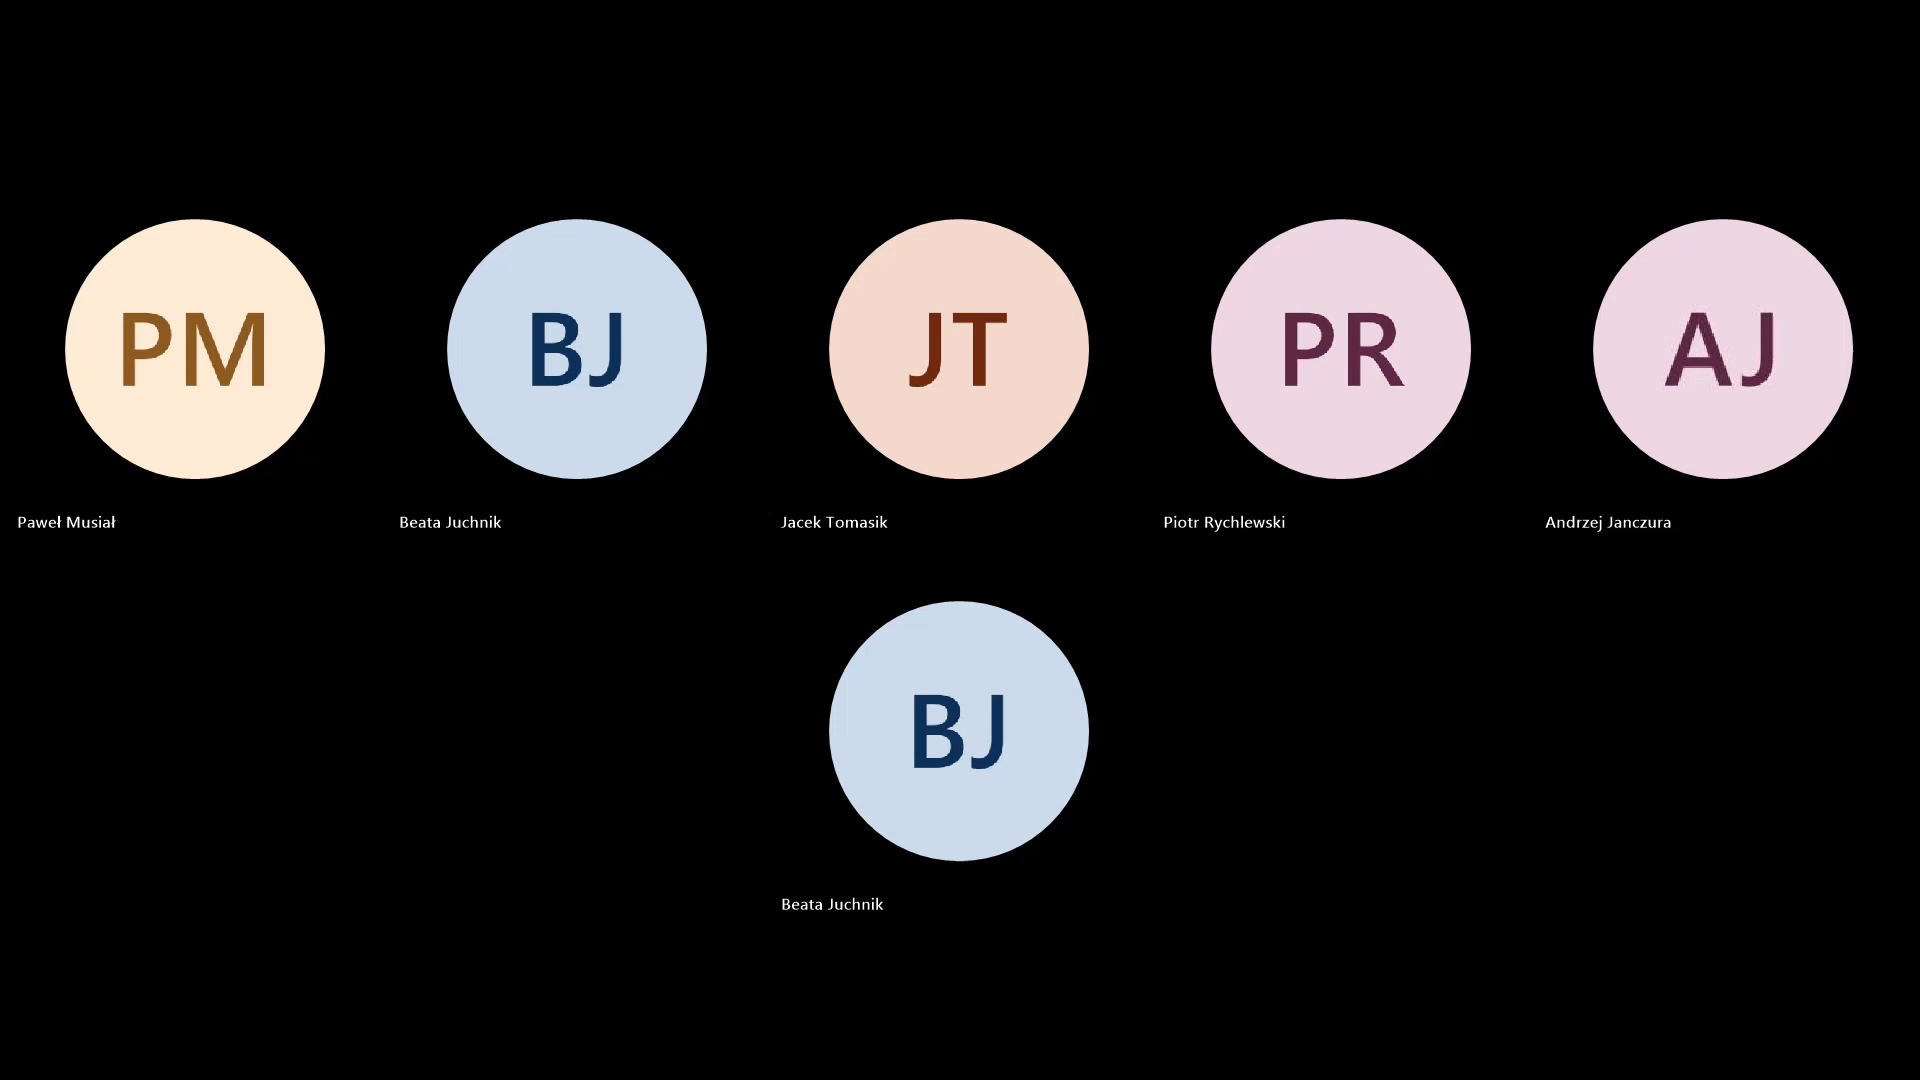 PM
BJ
JT
PR
AJ
Paweł Musiał
Beata Juchnik
Jacek Tomasik
Piotr Rychlewski
Andrzej Janczura
BJ
Beata Juchnik